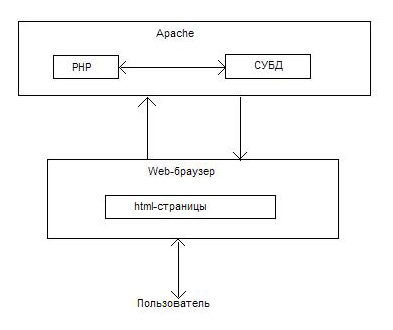 Apache
PHP
СУБД
Web-браузер
html-страницы
Пользователь